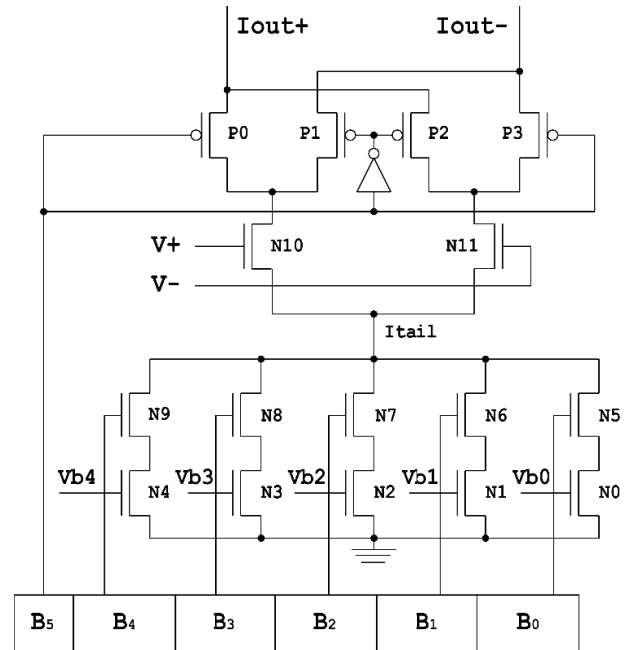 Iout+ Iout-
P0 P1 P2 P3
V+ N10 N11
V-
Itail
N9 N8 N7 N6 N5
Vb4 Vb3 Vb2 Vb1 Vb0
N4 N3 N2 N1 N0
B5 B4 B3 B2 B1 B0